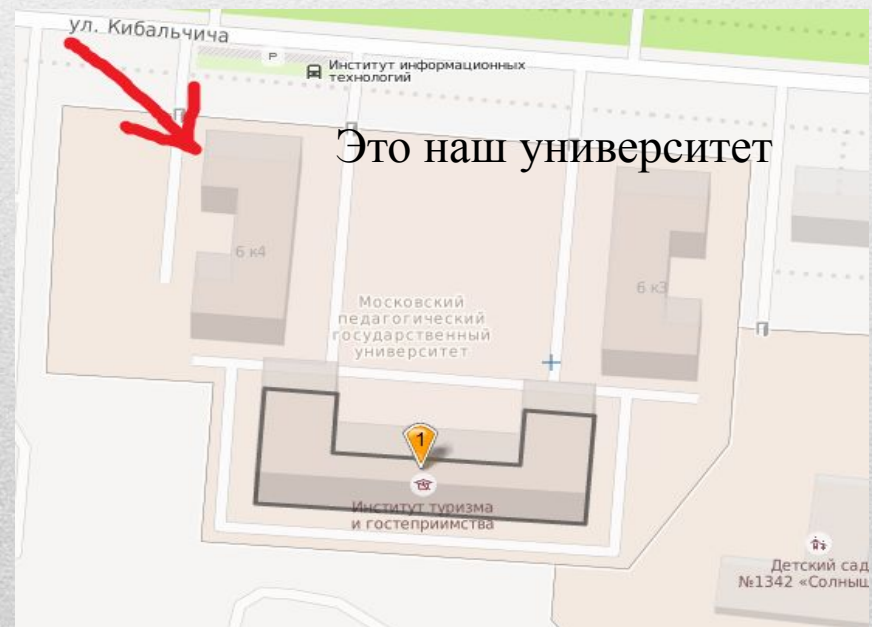 ул. Кибальчича
P
Институт информационных
технологий
Это наш университет
6 к4
6 к3
Московский
педагогический
государственный
университет
1
Институт туризма
и гостеприимства
Детский сад
№1342 «Солныш